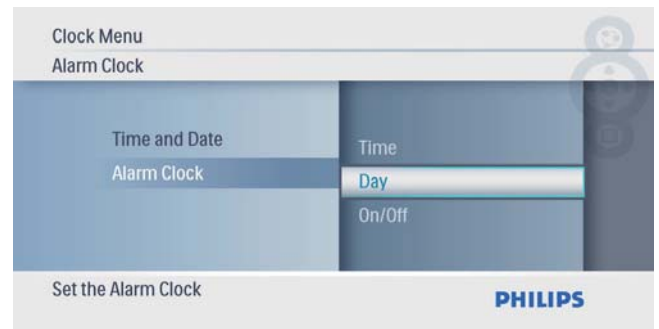 Clock Menu
Alarm Clock
Time and Date
Alarm Clock
Time
Day
On/Off
Set the Alarm Clock
PHILIPS